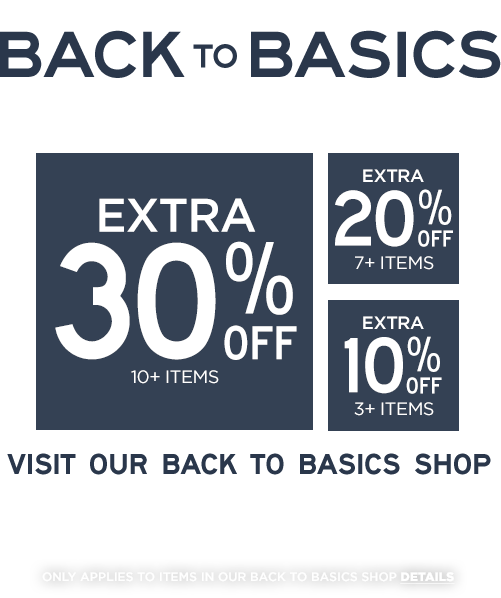 BACK TO BASICS
EXTRA
30% OFF
10+ ITEMS
EXTRA
20% OFF
7+ ITEMS
EXTRA
10% OFF
3+ ITEMS
VISIT OUR BACK TO BASICS SHOP
ONLY APPLIES TO ITEMS IN OUR BACK TO BASICS SHOP DETAILS